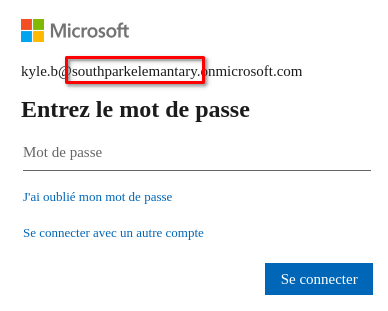 Microsoft
kyle.b@southparkelemantary.onmicrosoft.com
Entrez le mot de passe
Mot de passe
J'ai oublié mon mot de passe
Se connecter avec un autre compte
Se connecter